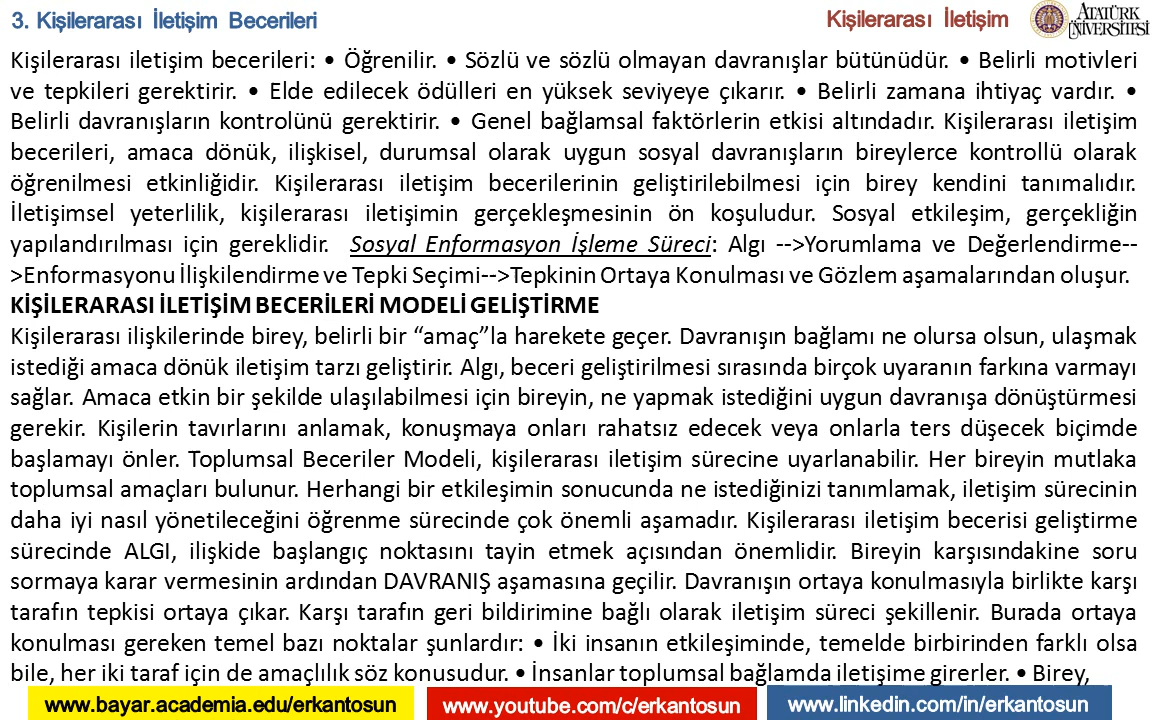 3. Kişilerarası İletişim Becerileri
Kişilerarası İletişim
ATATÜRK
ÜNİVERSİTESİ
Kişilerarası iletişim becerileri: • Öğrenilir. • Sözlü ve sözlü olmayan davranışlar bütünüdür. • Belirli motivleri
ve tepkileri gerektirir. • Elde edilecek ödülleri en yüksek seviyeye çıkarır. • Belirli zamana ihtiyaç vardır. •
Belirli davranışların kontrolünü gerektirir. • Genel bağlamsal faktörlerin etkisi altındadır. Kişilerarası iletişim
becerileri, amaca dönük, ilişkisel, durumsal olarak uygun sosyal davranışların bireylerce kontrollü olarak
öğrenilmesi etkinliğidir. Kişilerarası iletişim becerilerinin geliştirilebilmesi için birey kendini tanımalıdır.
İletişimsel yeterlilik, kişilerarası iletişimin gerçekleşmesinin ön koşuludur. Sosyal etkileşim, gerçekliğin
yapılandırılması için gereklidir. Sosyal Enformasyon İşleme Süreci: Algı -->Yorumlama ve Değerlendirme--
>Enformasyonu İlişkilendirme ve Tepki Seçimi-->Tepkinin Ortaya Konulması ve Gözlem aşamalarından oluşur.
KİŞİLERARASI İLETİŞİM BECERİLERİ MODELİ GELİŞTİRME
Kişilerarası ilişkilerinde birey, belirli bir “amaç”la harekete geçer. Davranışın bağlamı ne olursa olsun, ulaşmak
istediği amaca dönük iletişim tarzı geliştirir. Algı, beceri geliştirilmesi sırasında birçok uyaranın farkına varmayı
sağlar. Amaca etkin bir şekilde ulaşılabilmesi için bireyin, ne yapmak istediğini uygun davranışa dönüştürmesi
gerekir. Kişilerin tavırlarını anlamak, konuşmaya onları rahatsız edecek veya onlarla ters düşecek biçimde
başlamayı önler. Toplumsal Beceriler Modeli, kişilerarası iletişim sürecine uyarlanabilir. Her bireyin mutlaka
toplumsal amaçları bulunur. Herhangi bir etkileşimin sonucunda ne istediğinizi tanımlamak, iletişim sürecinin
daha iyi nasıl yönetileceğini öğrenme sürecinde çok önemli aşamadır. Kişilerarası iletişim becerisi geliştirme
sürecinde ALGI, ilişkide başlangıç noktasını tayin etmek açısından önemlidir. Bireyin karşısındakine soru
sormaya karar vermesinin ardından DAVRANIŞ aşamasına geçilir. Davranışın ortaya konulmasıyla birlikte karşı
tarafın tepkisi ortaya çıkar. Karşı tarafın geri bildirimine bağlı olarak iletişim süreci şekillenir. Burada ortaya
konulması gereken temel bazı noktalar şunlardır: • İki insanın etkileşiminde, temelde birbirinden farklı olsa
bile, her iki taraf için de amaçlılık söz konusudur. • İnsanlar toplumsal bağlamda iletişime girerler. • Birey,
www.bayar.academia.edu/erkantosun
www.youtube.com/c/erkantosun
www.linkedin.com/in/erkantosun